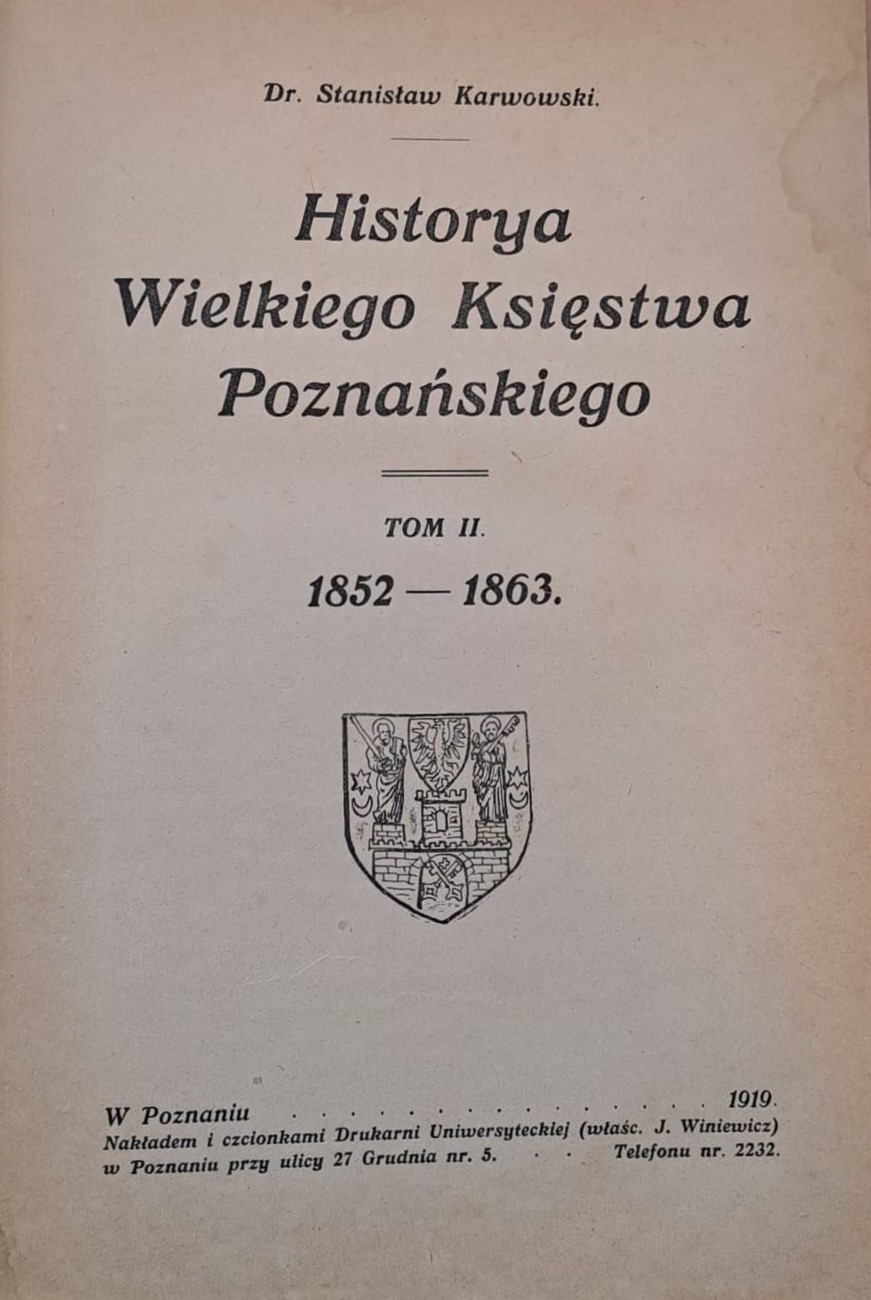 Dr. Stanisław Karwowski.
Historya
Wielkiego Księstwa
Poznańskiego
TOM II.
1852 — 1863.
W Poznaniu . . . . . . . . . . . . . . . 1919.
Nakładem i czcionkami Drukarni Uniwersyteckiej (właśc. J. Winiewicz)
w Poznaniu przy ulicy 27 Grudnia nr. 5. . . Telefonu nr. 2232.